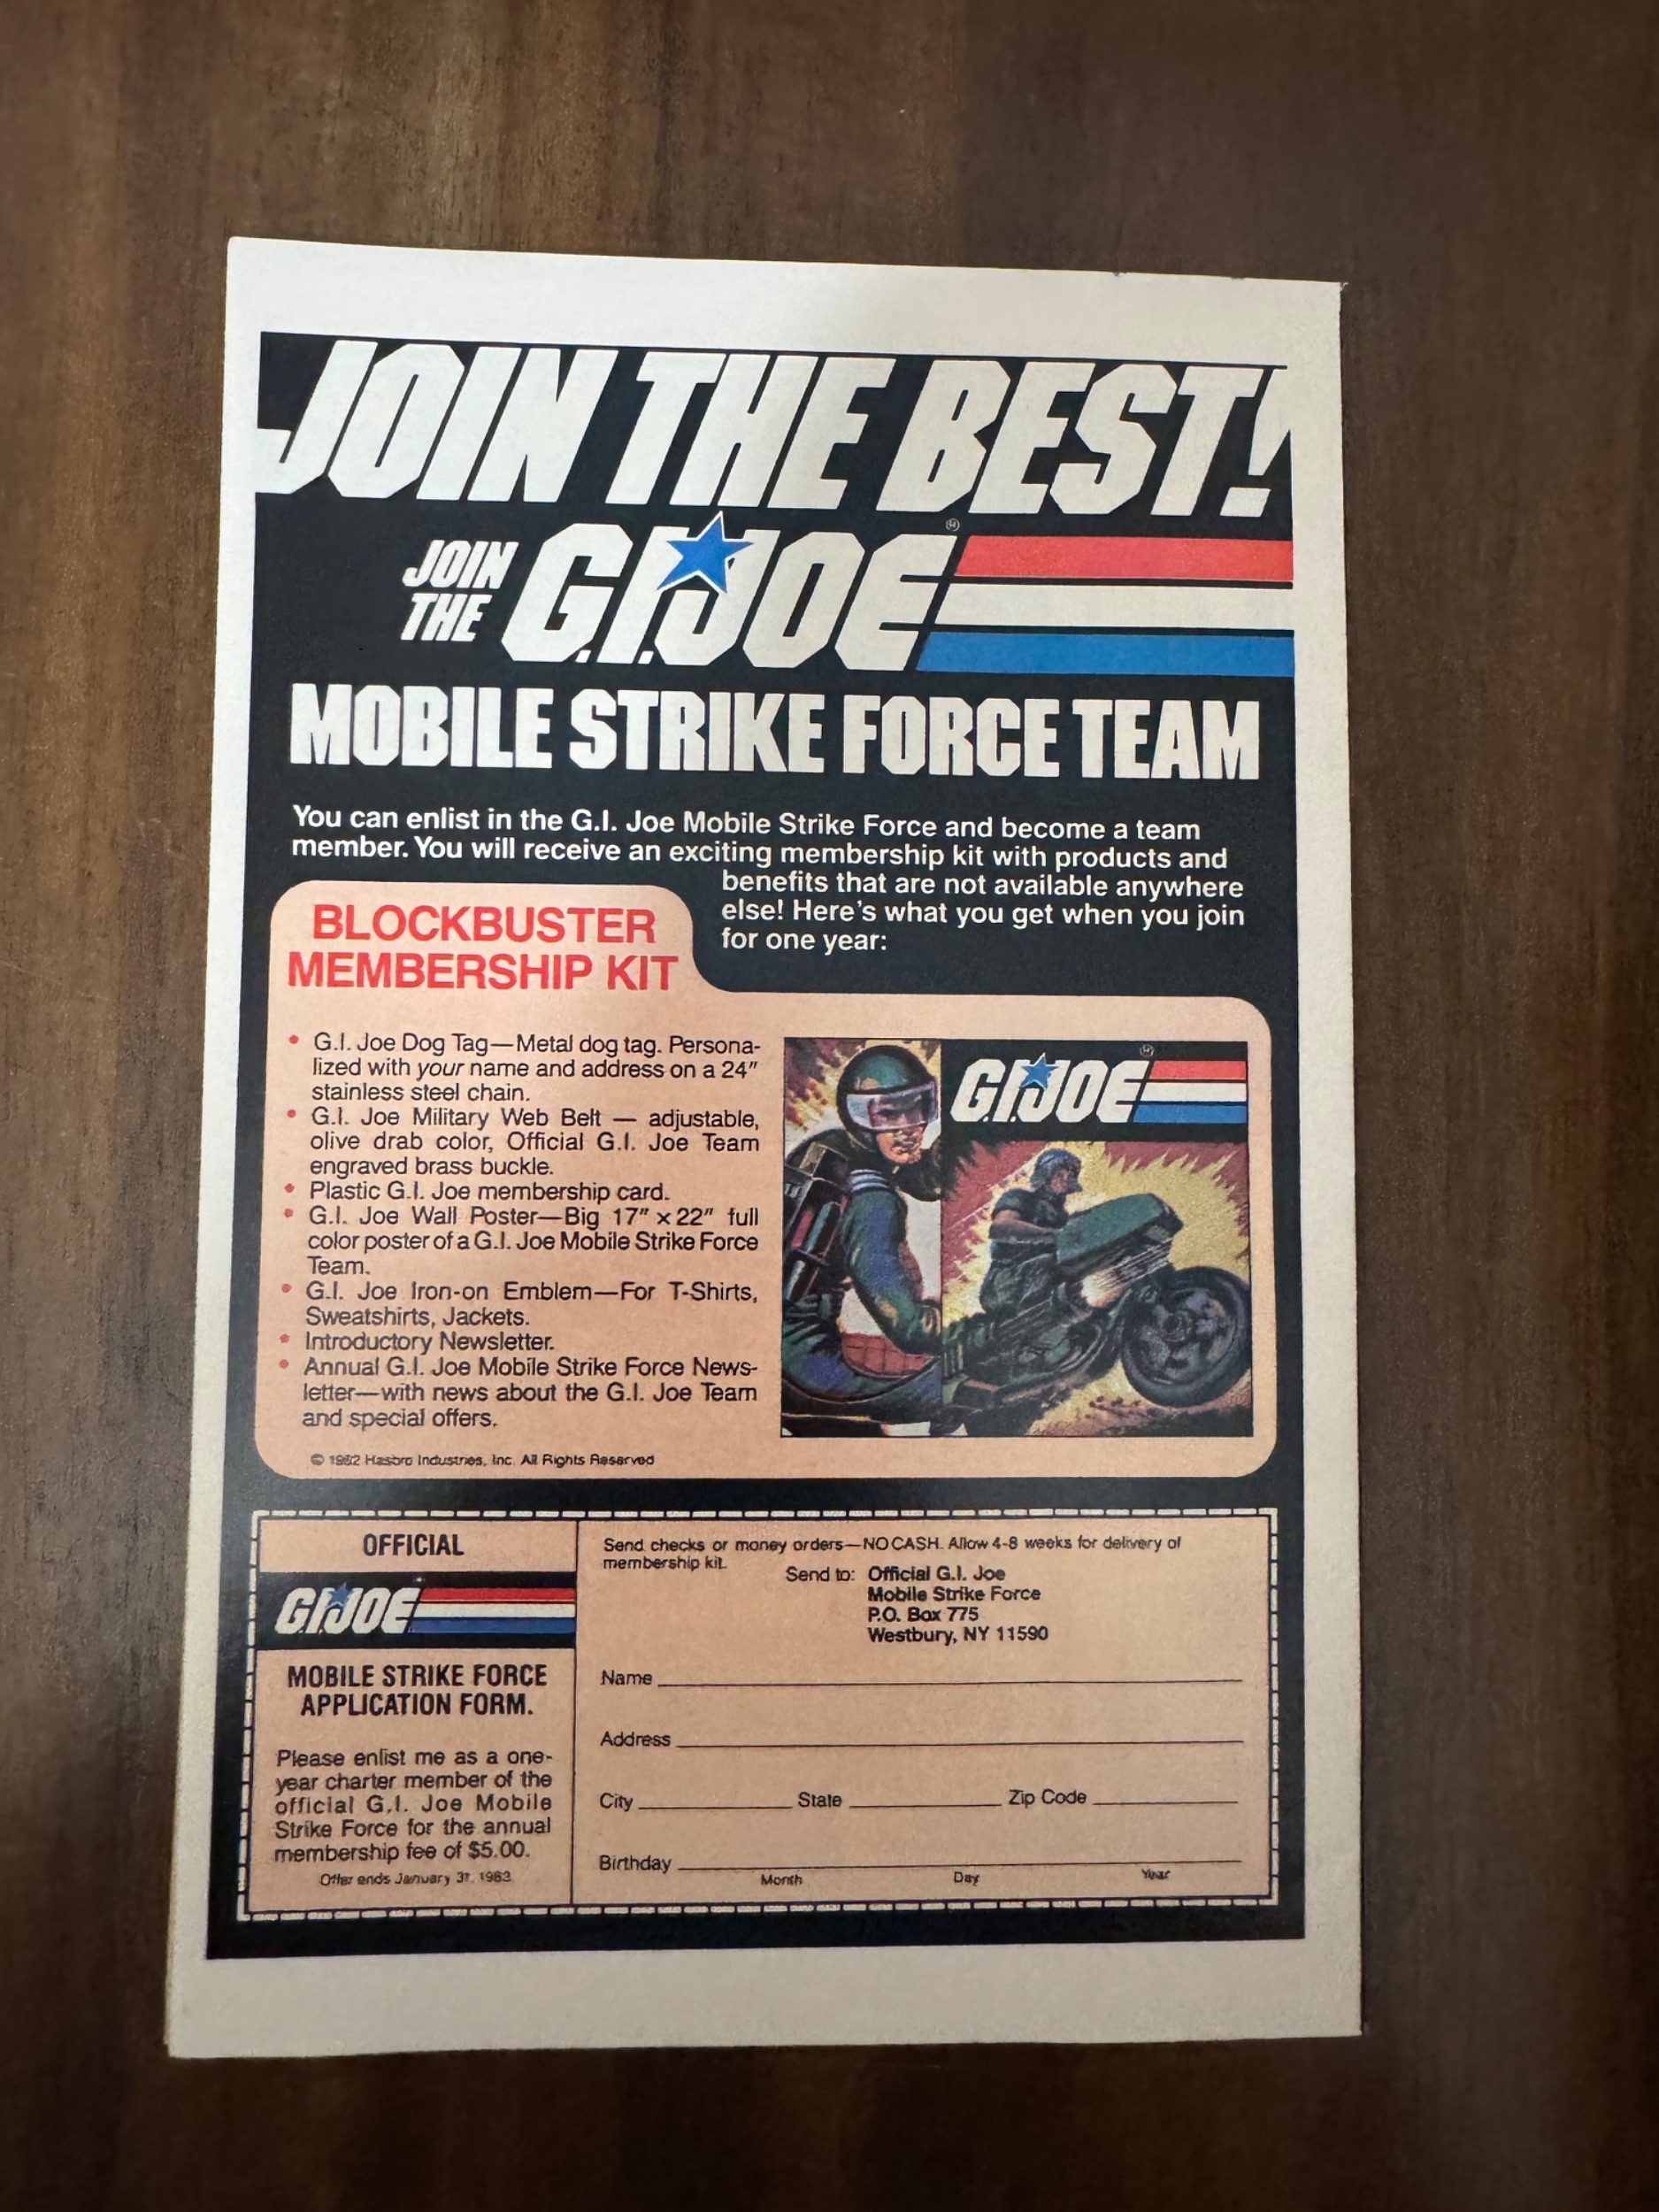 JOIN THE BEST!
JOIN
THE
G.I.JOE®
MOBILE STRIKE FORCE TEAM
You can enlist in the G.I. Joe Mobile Strike Force and become a team
member. You will receive an exciting membership kit with products and
benefits that are not available anywhere
else! Here's what you get when you join
for one year:
BLOCKBUSTER
MEMBERSHIP KIT
• G.I. Joe Dog Tag—Metal dog tag. Persona-
lized with your name and address on a 24"
stainless steel chain.
• G.I. Joe Military Web Belt — adjustable,
olive drab color, Official G.I. Joe Team
engraved brass buckle.
• Plastic G.I. Joe membership card.
• G.I. Joe Wall Poster—Big 17" x 22" full
color poster of a G.I. Joe Mobile Strike Force
Team.
• G.I. Joe Iron-on Emblem—For T-Shirts,
Sweatshirts, Jackets.
• Introductory Newsletter.
• Annual G.I. Joe Mobile Strike Force News-
letter—with news about the G.I. Joe Team
and special offers.
© 1982 Hasbro Industries, Inc. All Rights Reserved
G.I.JOE®
OFFICIAL
G.I.JOE
MOBILE STRIKE FORCE
APPLICATION FORM.
Please enlist me as a one-
year charter member of the
official G.I. Joe Mobile
Strike Force for the annual
membership fee of $5.00.
Offer ends January 31, 1983.
Send checks or money orders—NO CASH. Allow 4-8 weeks for delivery of
membership kit.
Send to: Official G.I. Joe
Mobile Strike Force
P.O. Box 775
Westbury, NY 11590
Name
Address
City State Zip Code
Birthday
Month Day Year